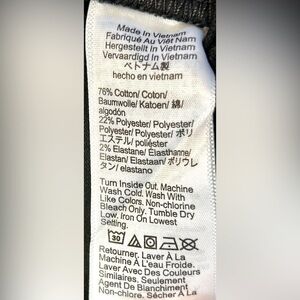 Made In Vietnam
Fabriqué Au Viêt Nam
Hergestellt In Vietnam
Vervaardigd In Vietnam
ベトナム製
hecho en vietnam
76% Cotton/ Coton/
Baumwolle/ Katoen/ 綿/
algodón
22% Polyester/ Polyester/
Polyester/ Polyester/ ポリ
エステル/ poliéster
2% Elastane/ Élasthanne/
Elastan/ Elastaan/ ポリウレ
タン/ elastano
Turn Inside Out. Machine
Wash Cold. Wash With
Like Colors. Non-chlorine
Bleach Only. Tumble Dry
Low. Iron On Lowest
Setting.
30
Retourner. Laver À La
Machine À L'eau Froide.
Laver Avec Des Couleurs
Similaires. Seulement
Agent De Blanchiment
Non-chlore. Sécher À La